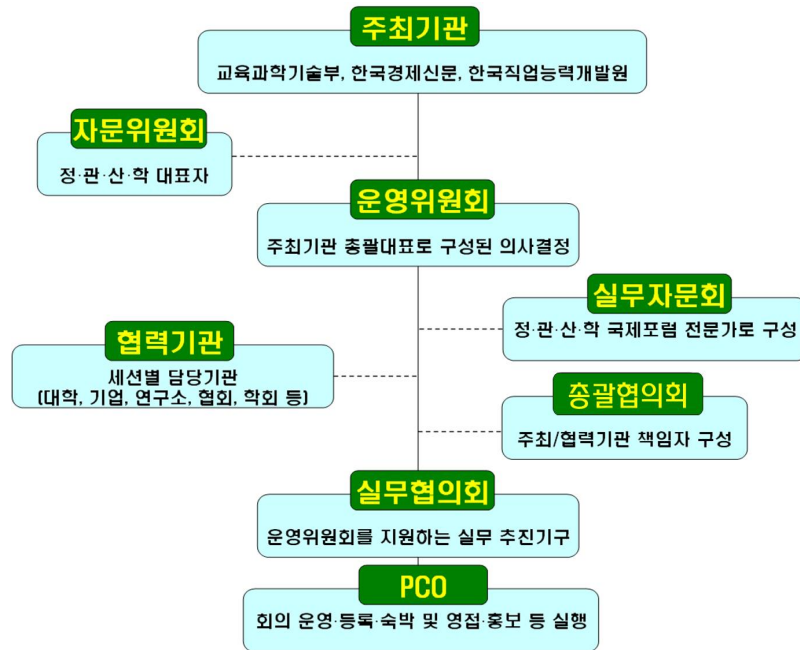 주최기관
교육과학기술부, 한국경제신문, 한국직업능력개발원
자문위원회
정·관·산·학 대표자
운영위원회
주최기관 총괄대표로 구성된 의사결정
실무자문회
정·관·산·학 국제포럼 전문가로 구성
협력기관
세션별 담당기관
(대학, 기업, 연구소, 협회, 학회 등)
총괄협의회
주최/협력기관 책임자 구성
실무협의회
운영위원회를 지원하는 실무 추진기구
PCO
회의 운영·등록·숙박 및 영접·홍보 등 실행